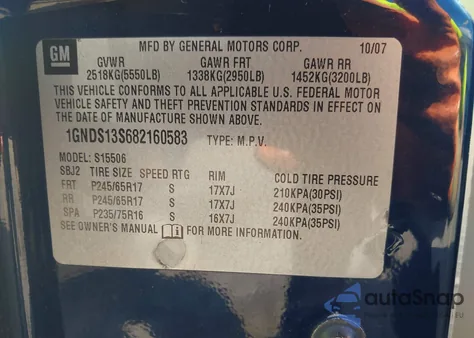 GM
MFD BY GENERAL MOTORS CORP. 10/07
GVWR GAWR FRT GAWR RR
2518KG(5550LB) 1338KG(2950LB) 1452KG(3200LB)
THIS VEHICLE CONFORMS TO ALL APPLICABLE U.S. FEDERAL MOTOR
VEHICLE SAFETY AND THEFT PREVENTION STANDARDS IN EFFECT ON
THE DATE OF MANUFACTURE SHOWN ABOVE.
1GNDS13S682160583 TYPE: M.P.V.
MODEL: S15506
SBJ2 TIRE SIZE SPEED RTG RIM COLD TIRE PRESSURE
FRT P245/65R17 S 17X7J 210KPA(30PSI)
RR P245/65R17 S 17X7J 240KPA(35PSI)
SPA P235/75R16 S 16X7J 240KPA(35PSI)
SEE OWNER'S MANUAL FOR MORE INFORMATION.
autoSnap